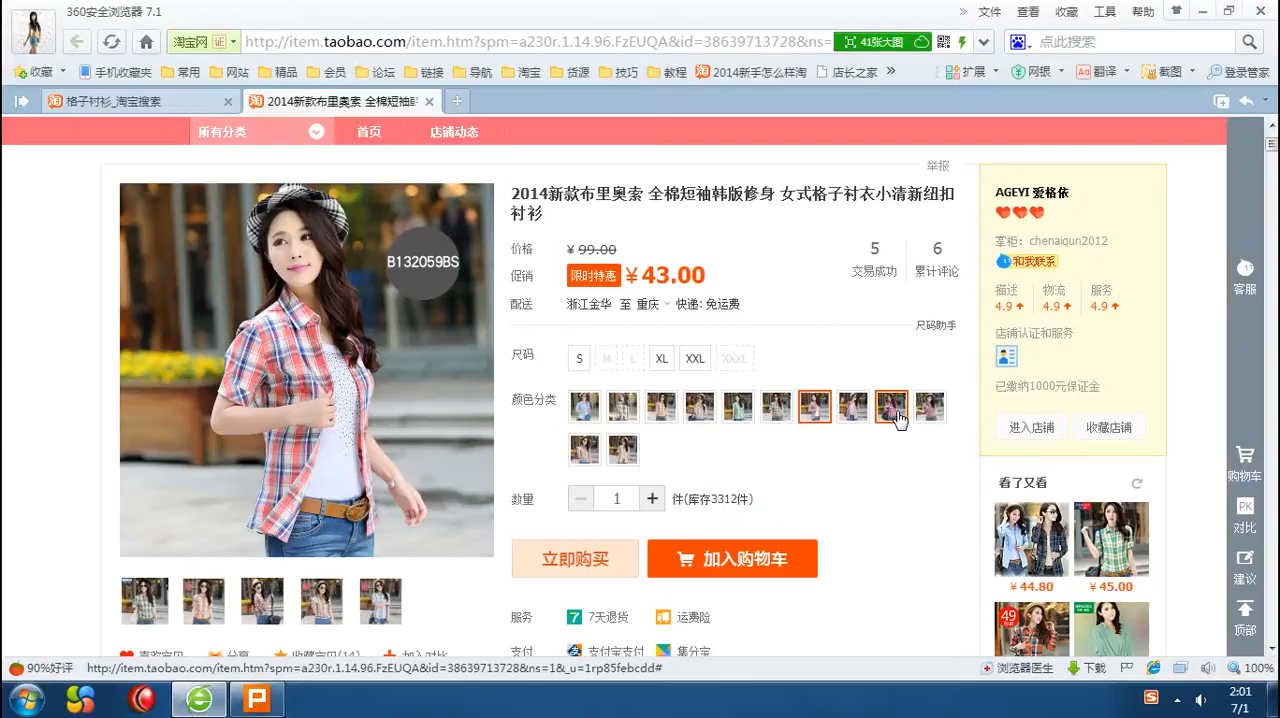 360安全浏览器 7.1
» 文件 查看 收藏 工具 帮助
淘宝网 证 http://item.taobao.com/item.htm?spm=a230r.1.14.96.FzEUQA&id=38639713728&ns= 41张大图 点此搜索
收藏 手机收藏夹 常用 网站 精品 会员 论坛 链接 导航 淘宝 货源 技巧 教程 2014新手怎么样淘 店长之家 » 扩展 网银 Aa 翻译 截图 登录管家
格子衬衫_淘宝搜索 2014新款布里奥索 全棉短袖韩
所有分类 首页 店铺动态
举报
2014新款布里奥索 全棉短袖韩版修身 女式格子衬衣小清新纽扣
衬衫
B132059BS
价格 ¥ 99.00
促销 限时特惠 ¥ 43.00
5 6
交易成功 累计评论
配送 浙江金华 至 重庆 快递: 免运费
尺码助手
尺码 S M L XL XXL XXXL
颜色分类
数量 1 件(库存3312件)
立即购买 加入购物车
服务 7 7天退货 运费险
支付 支付宝支付 集分宝
喜欢宝贝 分享 收藏宝贝(14) 加入对比
AGEYI 爱格依
掌柜: chenaiqun2012
和我联系
描述 物流 服务
4.9 4.9 4.9
店铺认证和服务
已缴纳1000元保证金
进入店铺 收藏店铺
看了又看
¥ 44.80 ¥ 45.00
49
客服
购物车
PK
对比
建议
顶部
90%好评 http://item.taobao.com/item.htm?spm=a230r.1.14.96.FzEUQA&id=38639713728&ns=1&_u=1rp85febcdd# 浏览器医生 下载 100%
P S 2:01
7/1